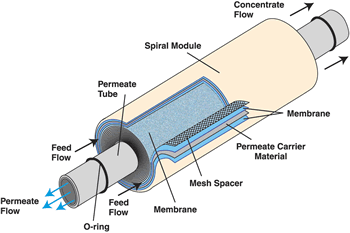 Concentrate
Flow
Spiral Module
Permeate
Tube
Feed
Flow
Membrane
Permeate Carrier
Material
Mesh Spacer
Membrane
Feed
Flow
Permeate
Flow
O-ring